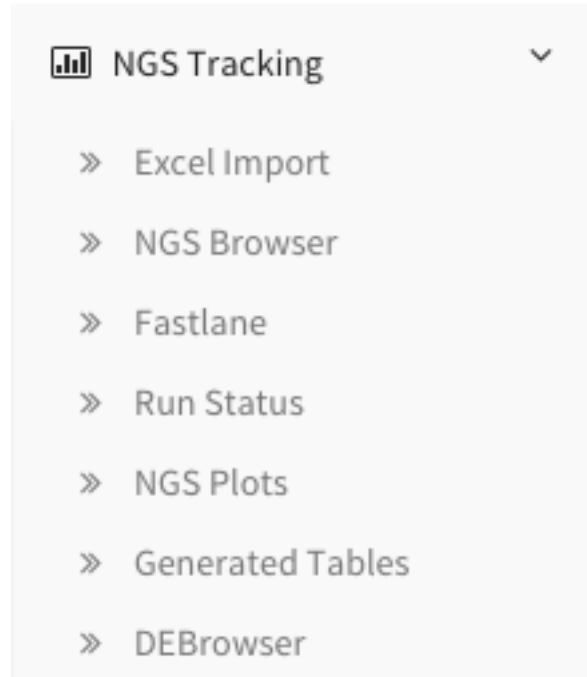 NGS Tracking
Excel Import
NGS Browser
Fastlane
Run Status
NGS Plots
Generated Tables
DEBrowser